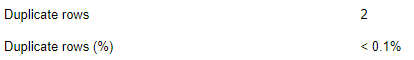 Duplicate rows 2
Duplicate rows (%) < 0.1%